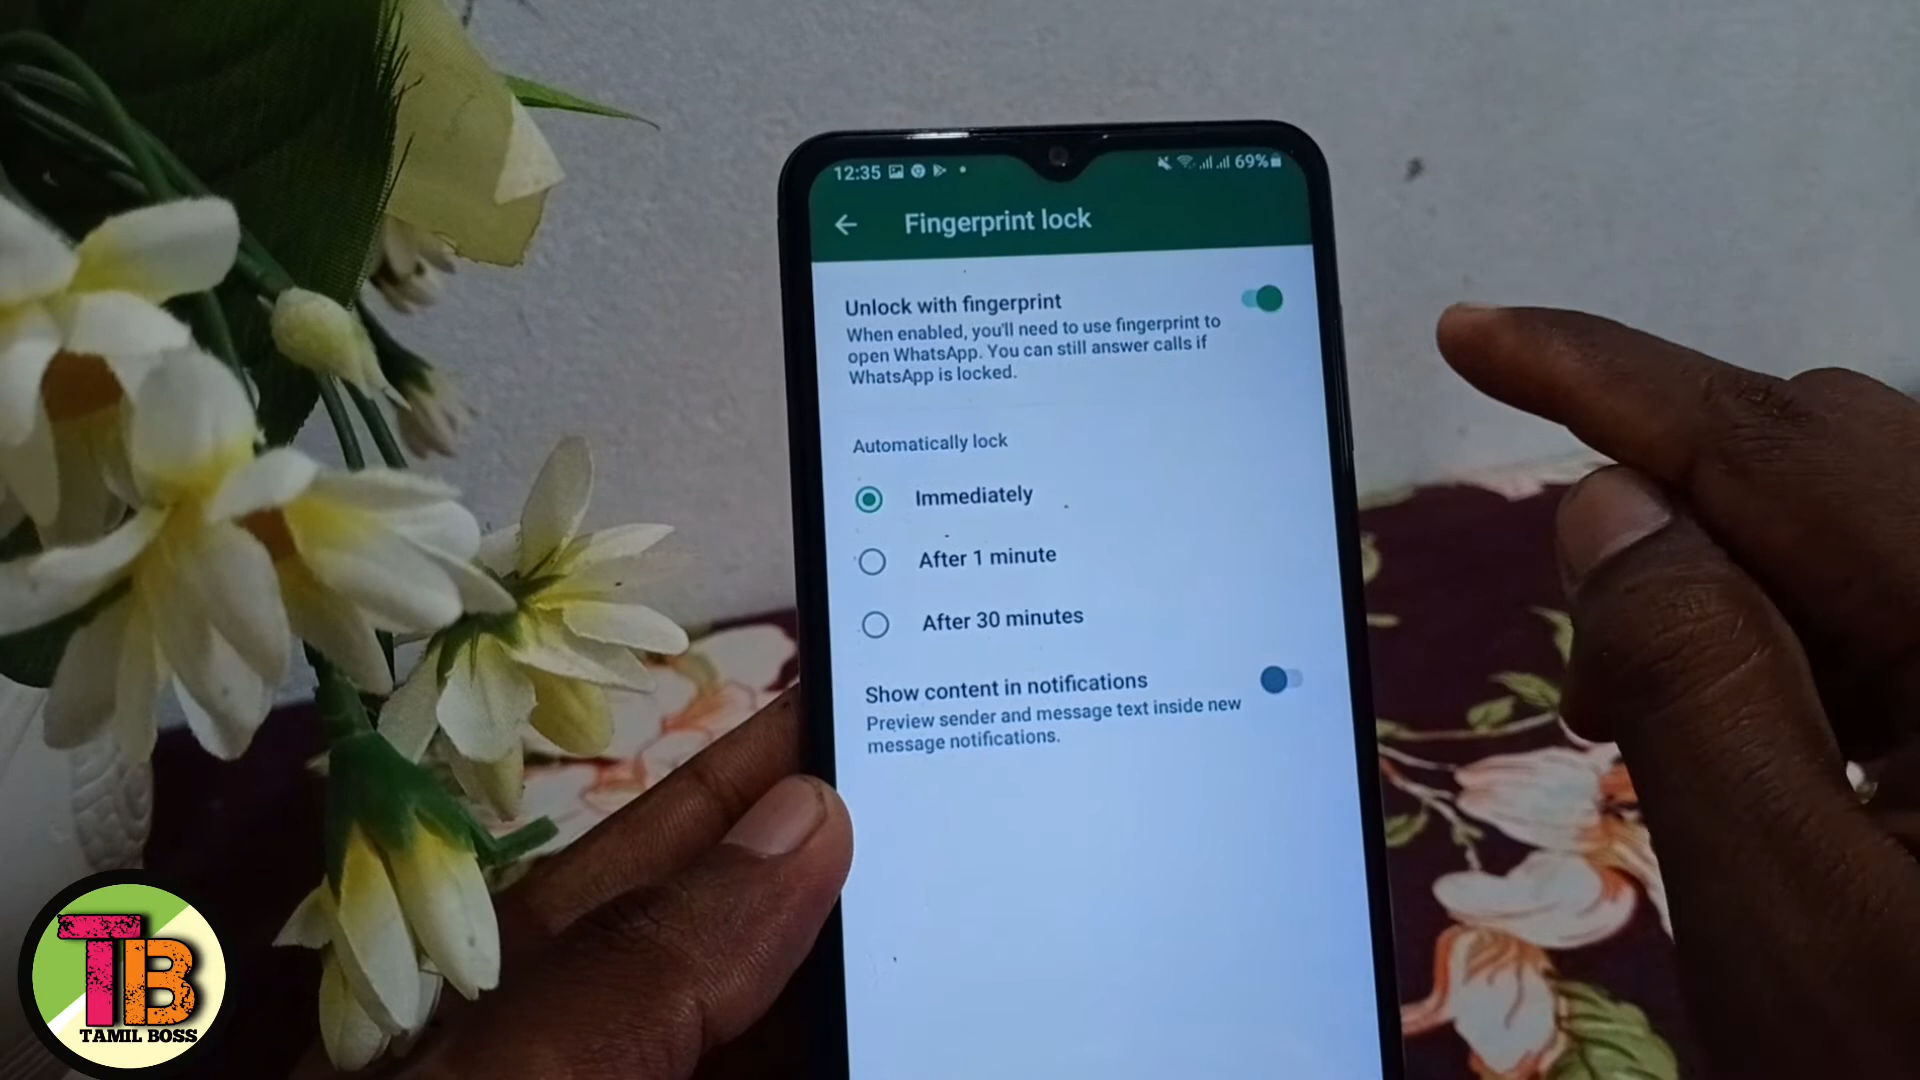 12:35
69%
Fingerprint lock
Unlock with fingerprint
When enabled, you'll need to use fingerprint to
open WhatsApp. You can still answer calls if
WhatsApp is locked.
Automatically lock
Immediately
After 1 minute
After 30 minutes
Show content in notifications
Preview sender and message text inside new
message notifications.
TB
TAMIL BOSS